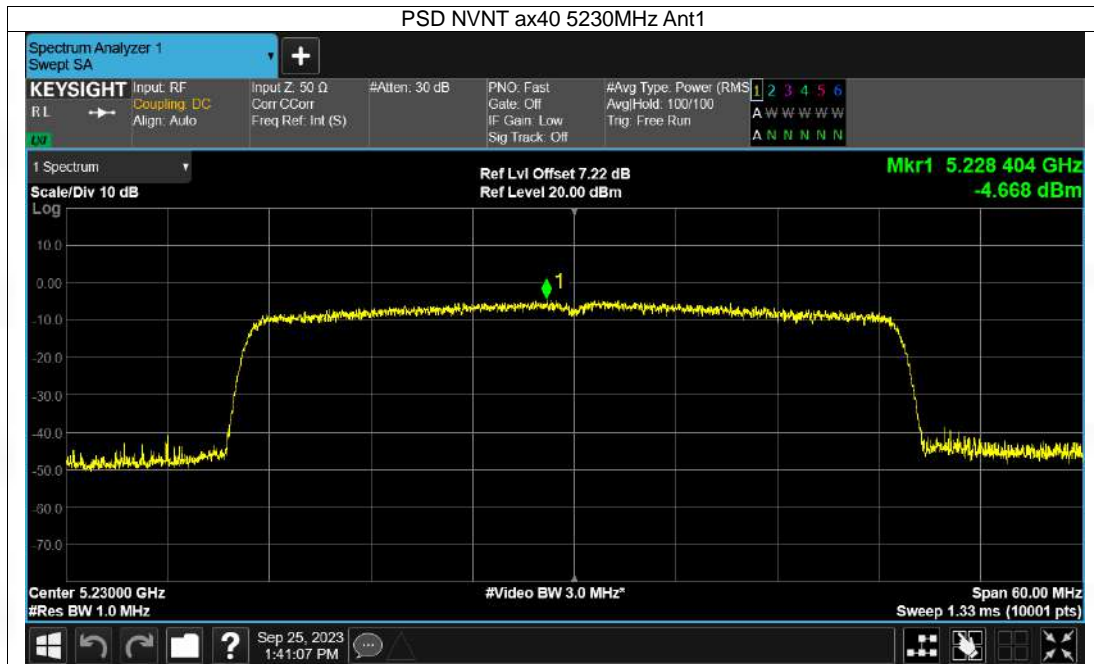 PSD NVNT ax40 5230MHz Ant1
Spectrum Analyzer 1
Swept SA
KEYSIGHT
R L
LXI
Input: RF
Coupling: DC
Align: Auto
Input Z: 50 Ω
Corr CCorr
Freq Ref: Int (S)
#Atten: 30 dB
PNO: Fast
Gate: Off
IF Gain: Low
Sig Track: Off
#Avg Type: Power (RMS
Avg|Hold: 100/100
Trig: Free Run
1 2 3 4 5 6
A W W W W W
A N N N N N
1 Spectrum
Scale/Div 10 dB
Ref Lvl Offset 7.22 dB
Ref Level 20.00 dBm
Mkr1 5.228 404 GHz
-4.668 dBm
Log
10.0
0.00
-10.0
-20.0
-30.0
-40.0
-50.0
-60.0
-70.0
1
Center 5.23000 GHz
#Res BW 1.0 MHz
#Video BW 3.0 MHz*
Span 60.00 MHz
Sweep 1.33 ms (10001 pts)
Sep 25, 2023
1:41:07 PM